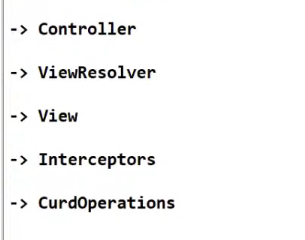 -> Controller
-> ViewResolver
-> View
-> Interceptors
-> CurdOperations